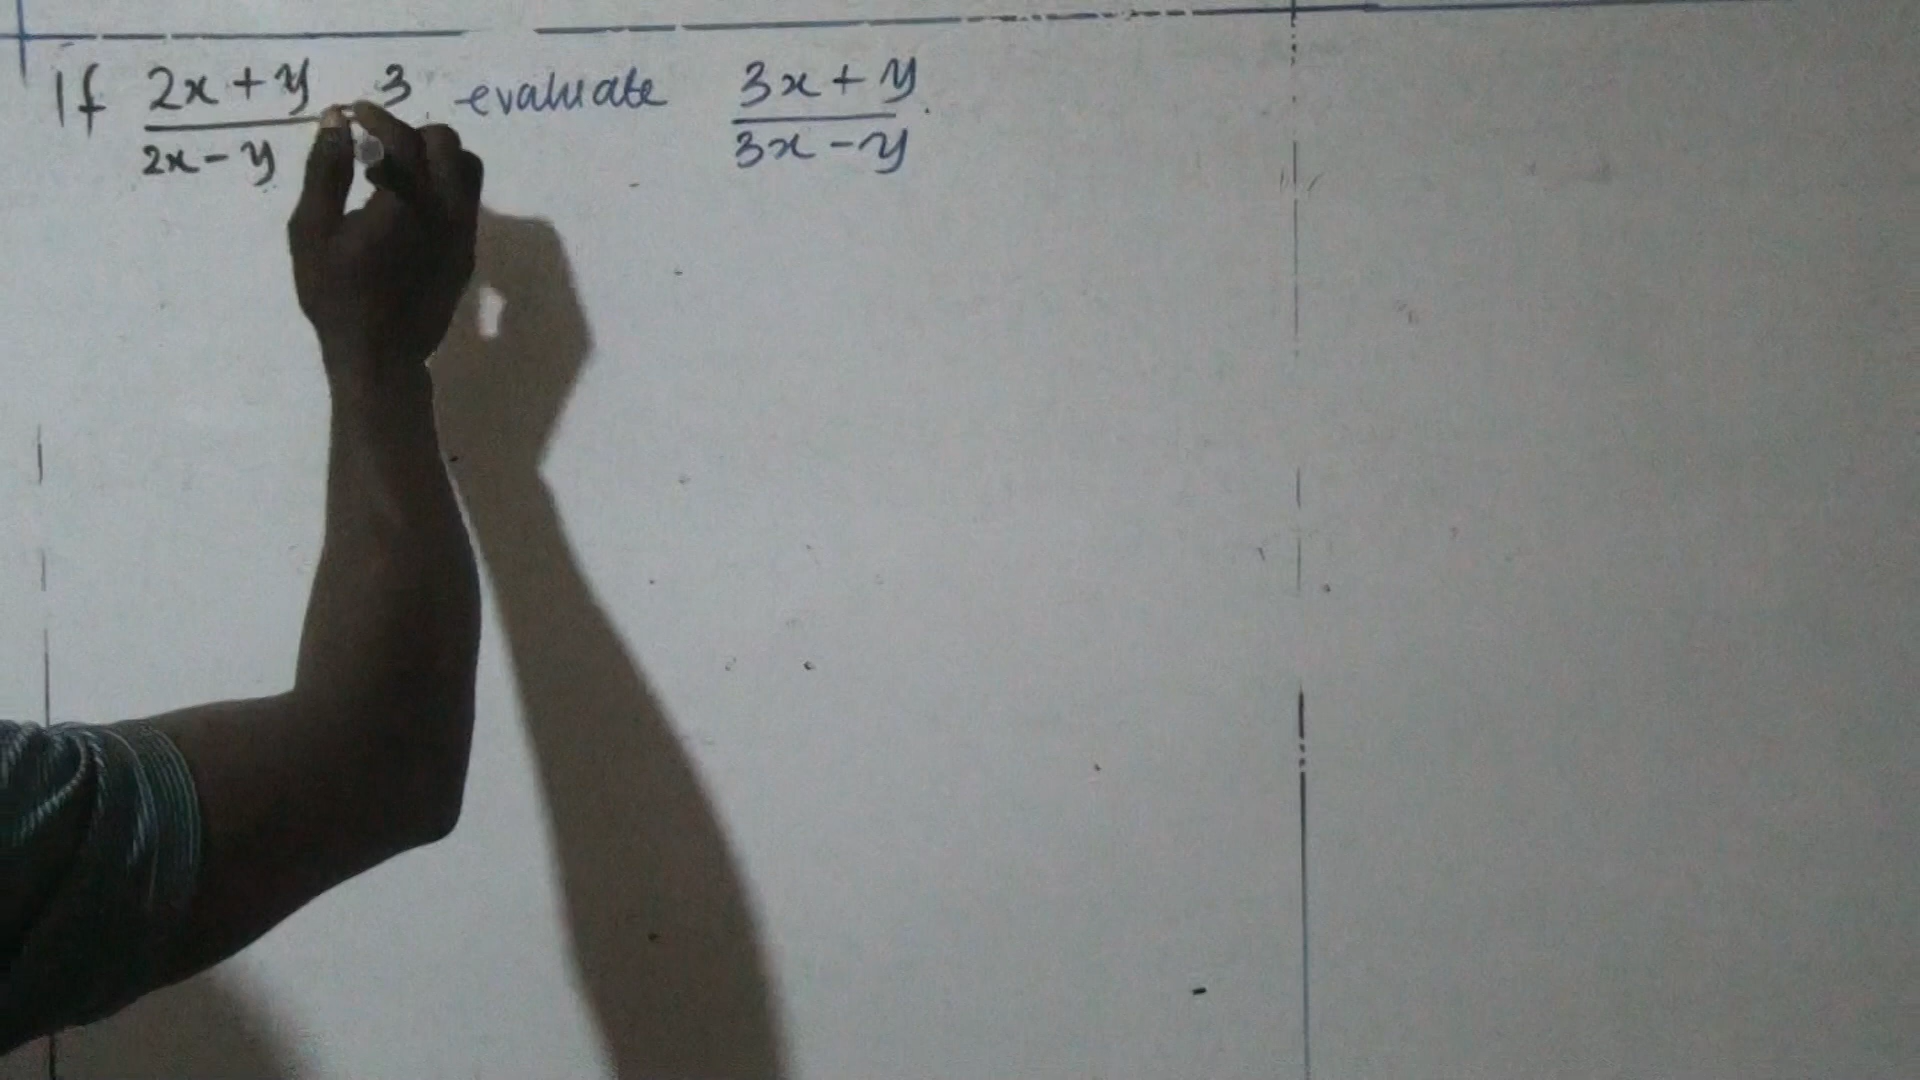 If (2x + y)/(2x - y) 3 evaluate (3x + y)/(3x - y).